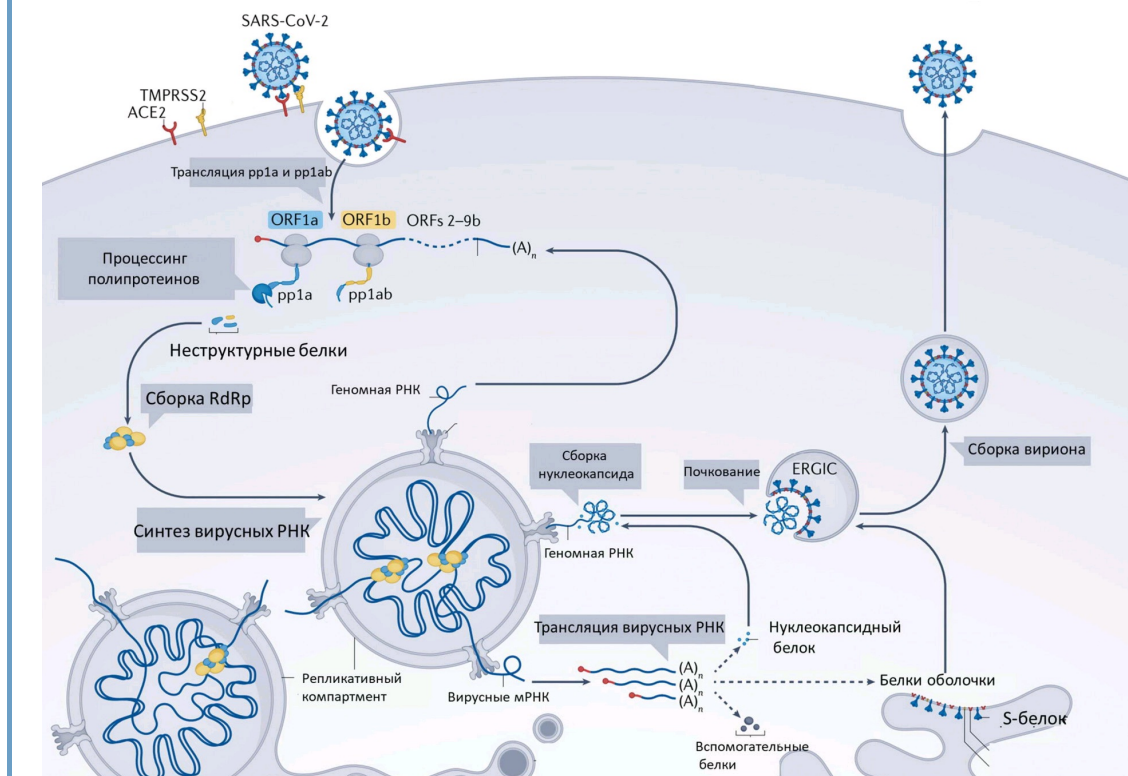 SARS-CoV-2
TMPRSS2
ACE2
Трансляция pp1a и pp1ab
ORF1a
ORF1b
ORFs 2–9b
(A)n
Процессинг
полипротеинов
pp1a
pp1ab
Неструктурные белки
Геномная РНК
Сборка RdRp
Сборка
нуклеокапсида
Почкование
ERGIC
Сборка вириона
Синтез вирусных РНК
Геномная РНК
Трансляция вирусных РНК
Нуклеокапсидный
белок
(A)n
(A)n
(A)n
Репликативный
компартмент
Вирусные мРНК
Белки оболочки
S-белок
Вспомогательные
белки